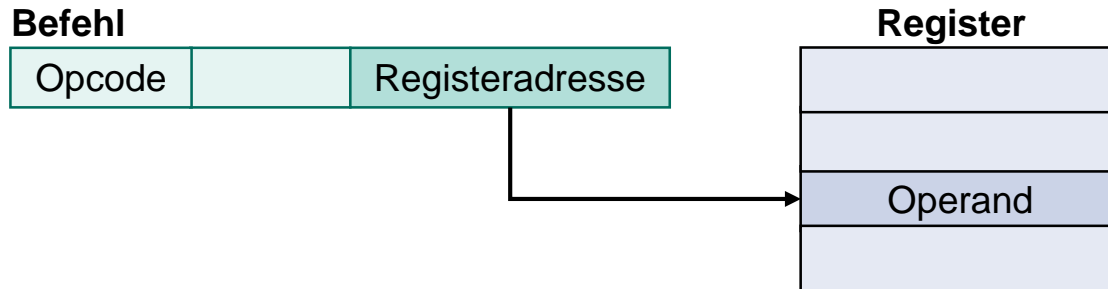 Befehl
Register
Opcode
Registeradresse
Operand